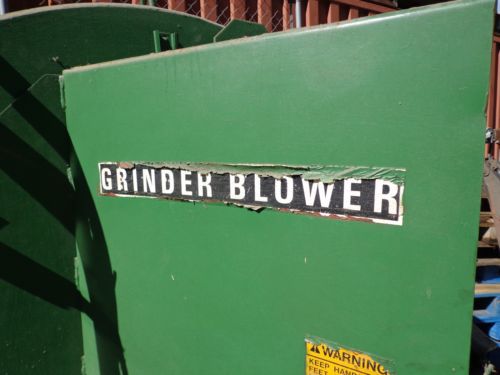 GRINDER BLOWER
WARNING
KEEP HAND
FEET